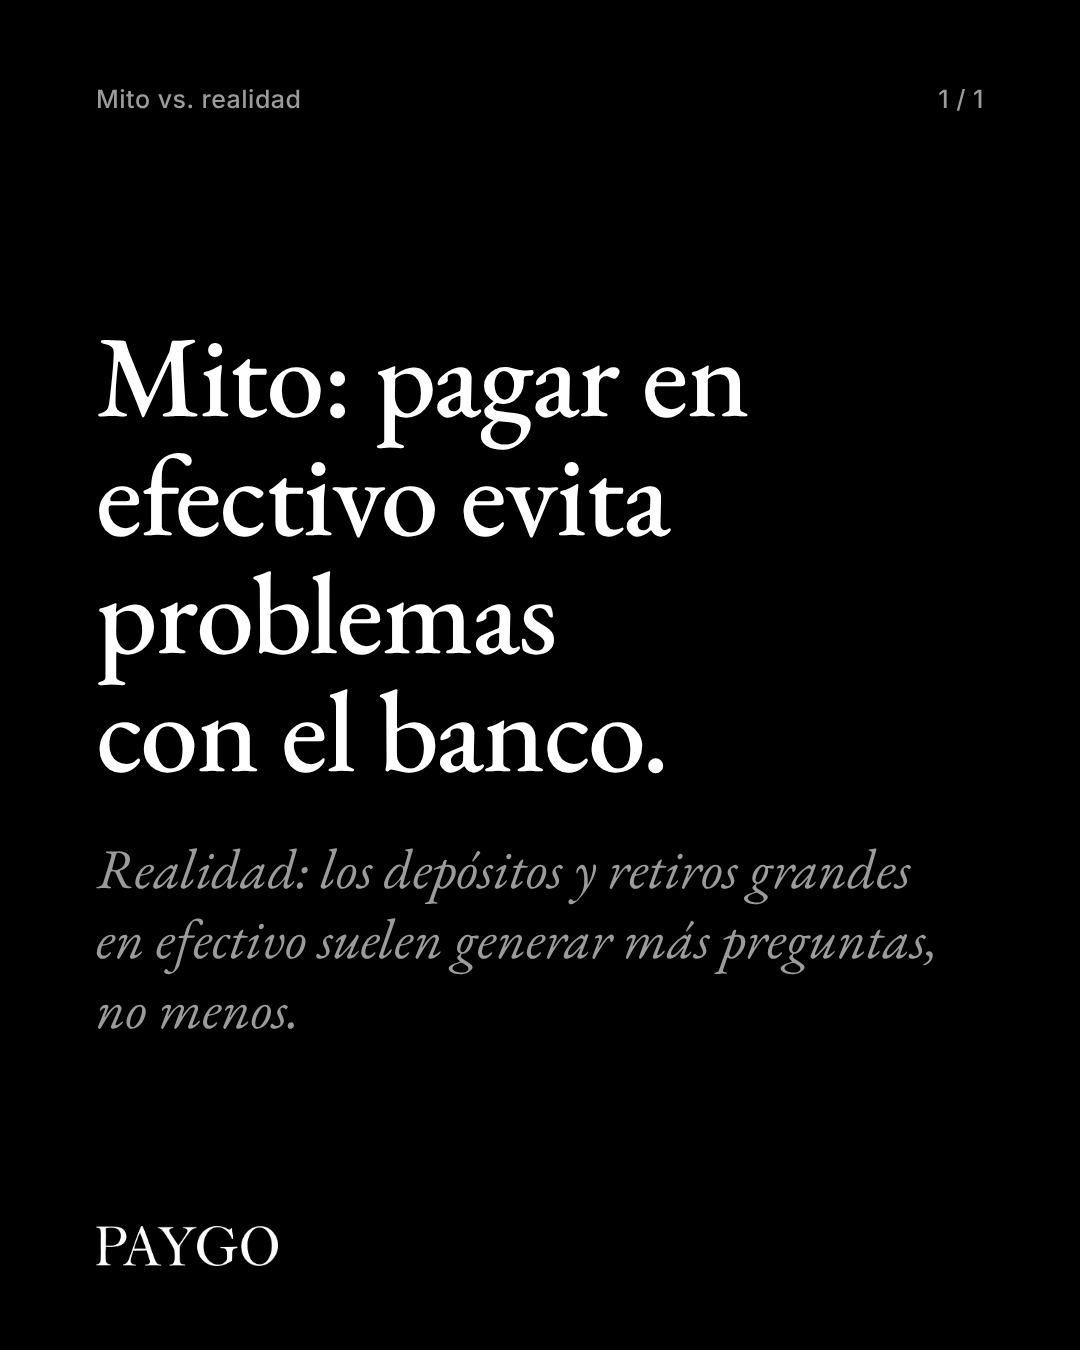 Mito vs. realidad
1 / 1
Mito: pagar en
efectivo evita
problemas
con el banco.
Realidad: los depósitos y retiros grandes
en efectivo suelen generar más preguntas,
no menos.
PAYGO